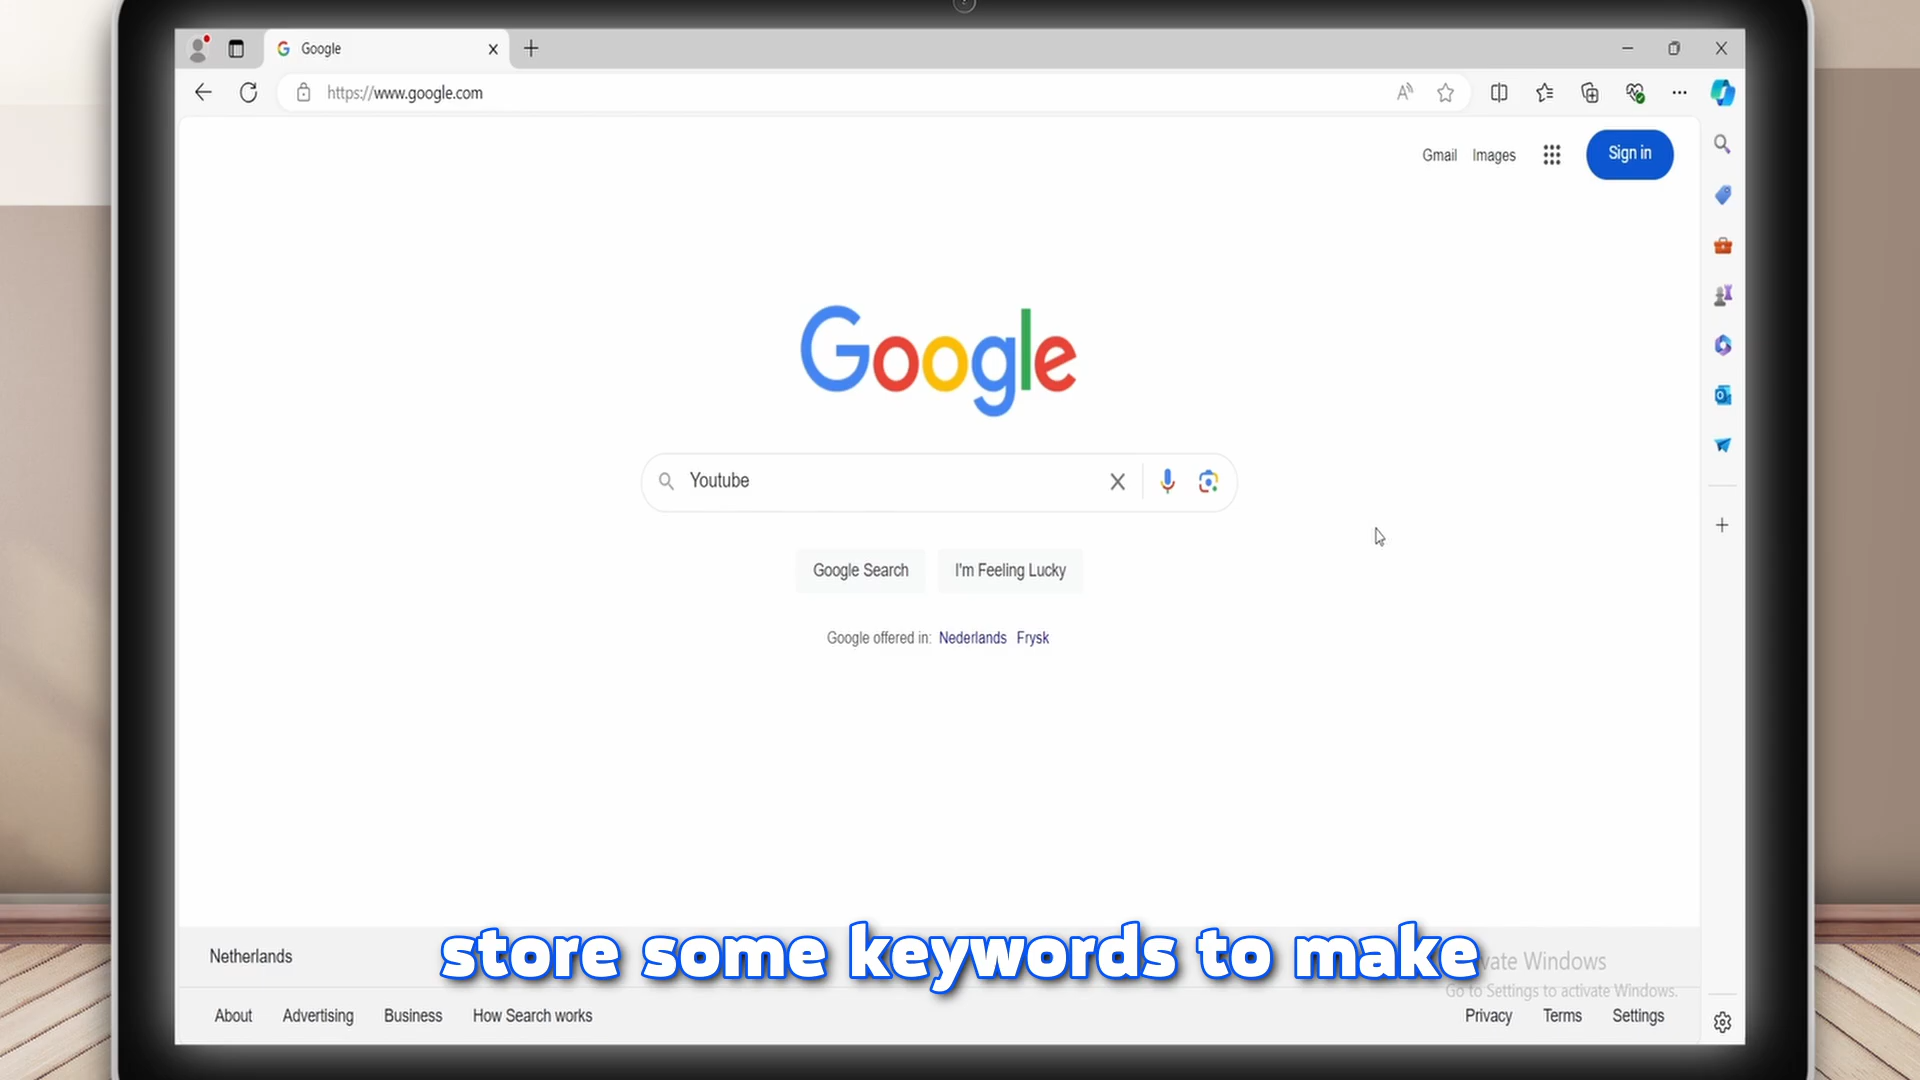 Google
https://www.google.com
Gmail Images Sign in
Google
Youtube
Google Search I'm Feeling Lucky
Google offered in: Nederlands Frysk
Netherlands
store some keywords to make
Windows
Go to Settings to activate Windows.
About Advertising Business How Search works
Privacy Terms Settings